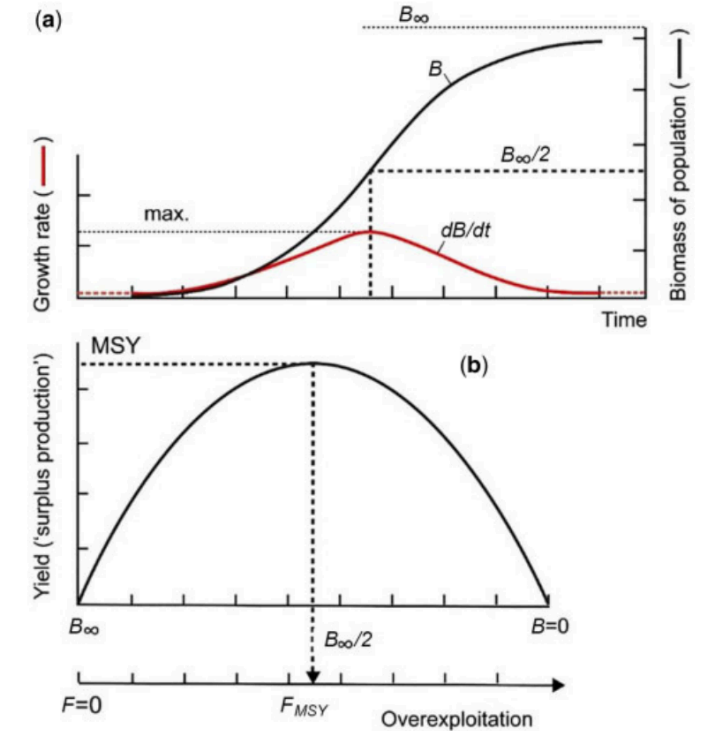 (a)
B∞
B
B∞/2
max.
dB/dt
Growth rate (—)
Biomass of population (—)
Time
MSY
(b)
Yield (‘surplus production’)
B∞
B∞/2
B=0
F=0
FMSY
Overexploitation